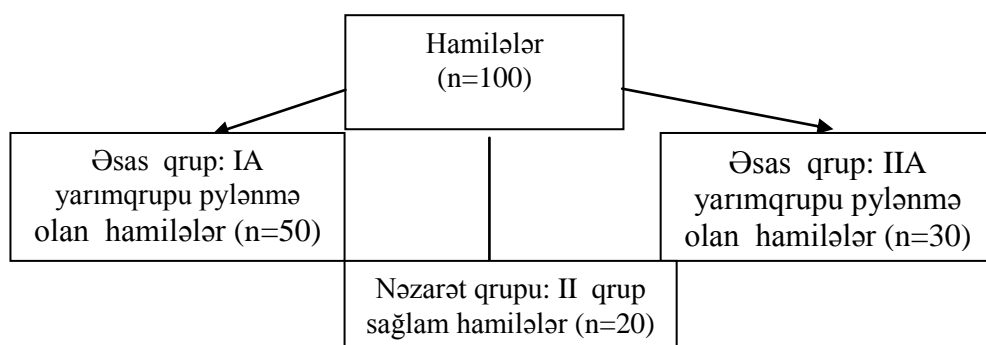 Hamilələr
(n=100)
Əsas qrup: IA
yarımqrupu pylənmə
olan hamilələr (n=50)
Əsas qrup: IIA
yarımqrupu pylənmə
olan hamilələr (n=30)
Nəzarət qrupu: II qrup
sağlam hamilələr (n=20)